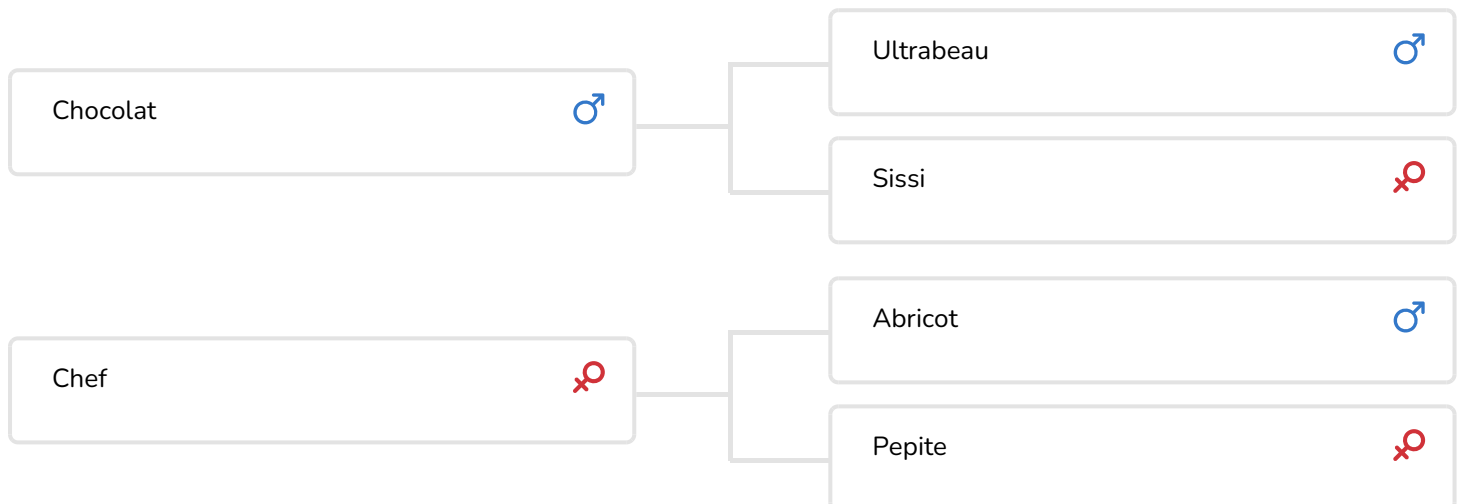 Ultrabeau
Chocolat
Sissi
Abricot
Chef
Pepite